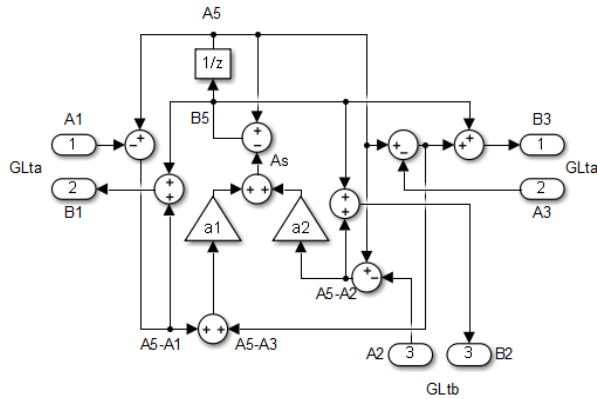 A5
1/z
A1
B5
B3
1
1
GLta
As
GLta
2
2
B1
A3
a1
a2
A5-A2
A5-A1
A5-A3
A2
3
3
B2
GLtb